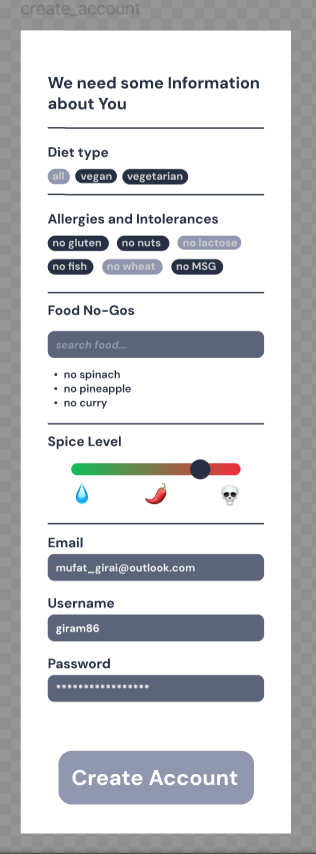 create_account
We need some Information
about You
Diet type
all vegan vegetarian
Allergies and Intolerances
no gluten no nuts no lactose
no fish no wheat no MSG
Food No-Gos
search food...
• no spinach
• no pineapple
• no curry
Spice Level
Email
mufat_girai@outlook.com
Username
giram86
Password
*****************
Create Account